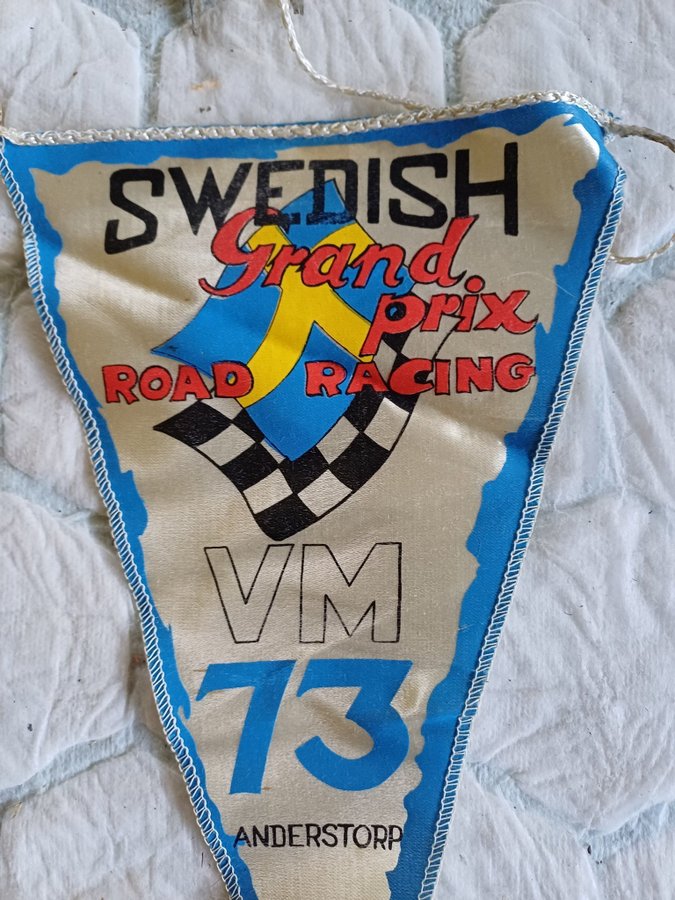 SWEDISH
Grand
prix
ROAD RACING
VM
73
ANDERSTORP